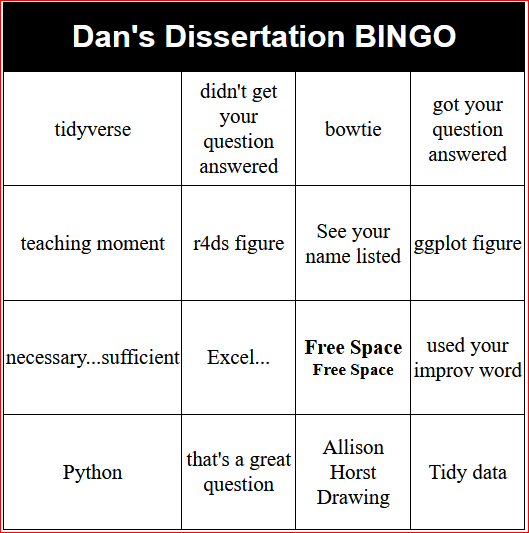 Dan's Dissertation BINGO
tidyverse
didn't get
your
question
answered
bowtie
got your
question
answered
teaching moment
r4ds figure
See your
name listed
ggplot figure
necessary...sufficient
Excel...
Free Space
Free Space
used your
improv word
Python
that's a great
question
Allison
Horst
Drawing
Tidy data